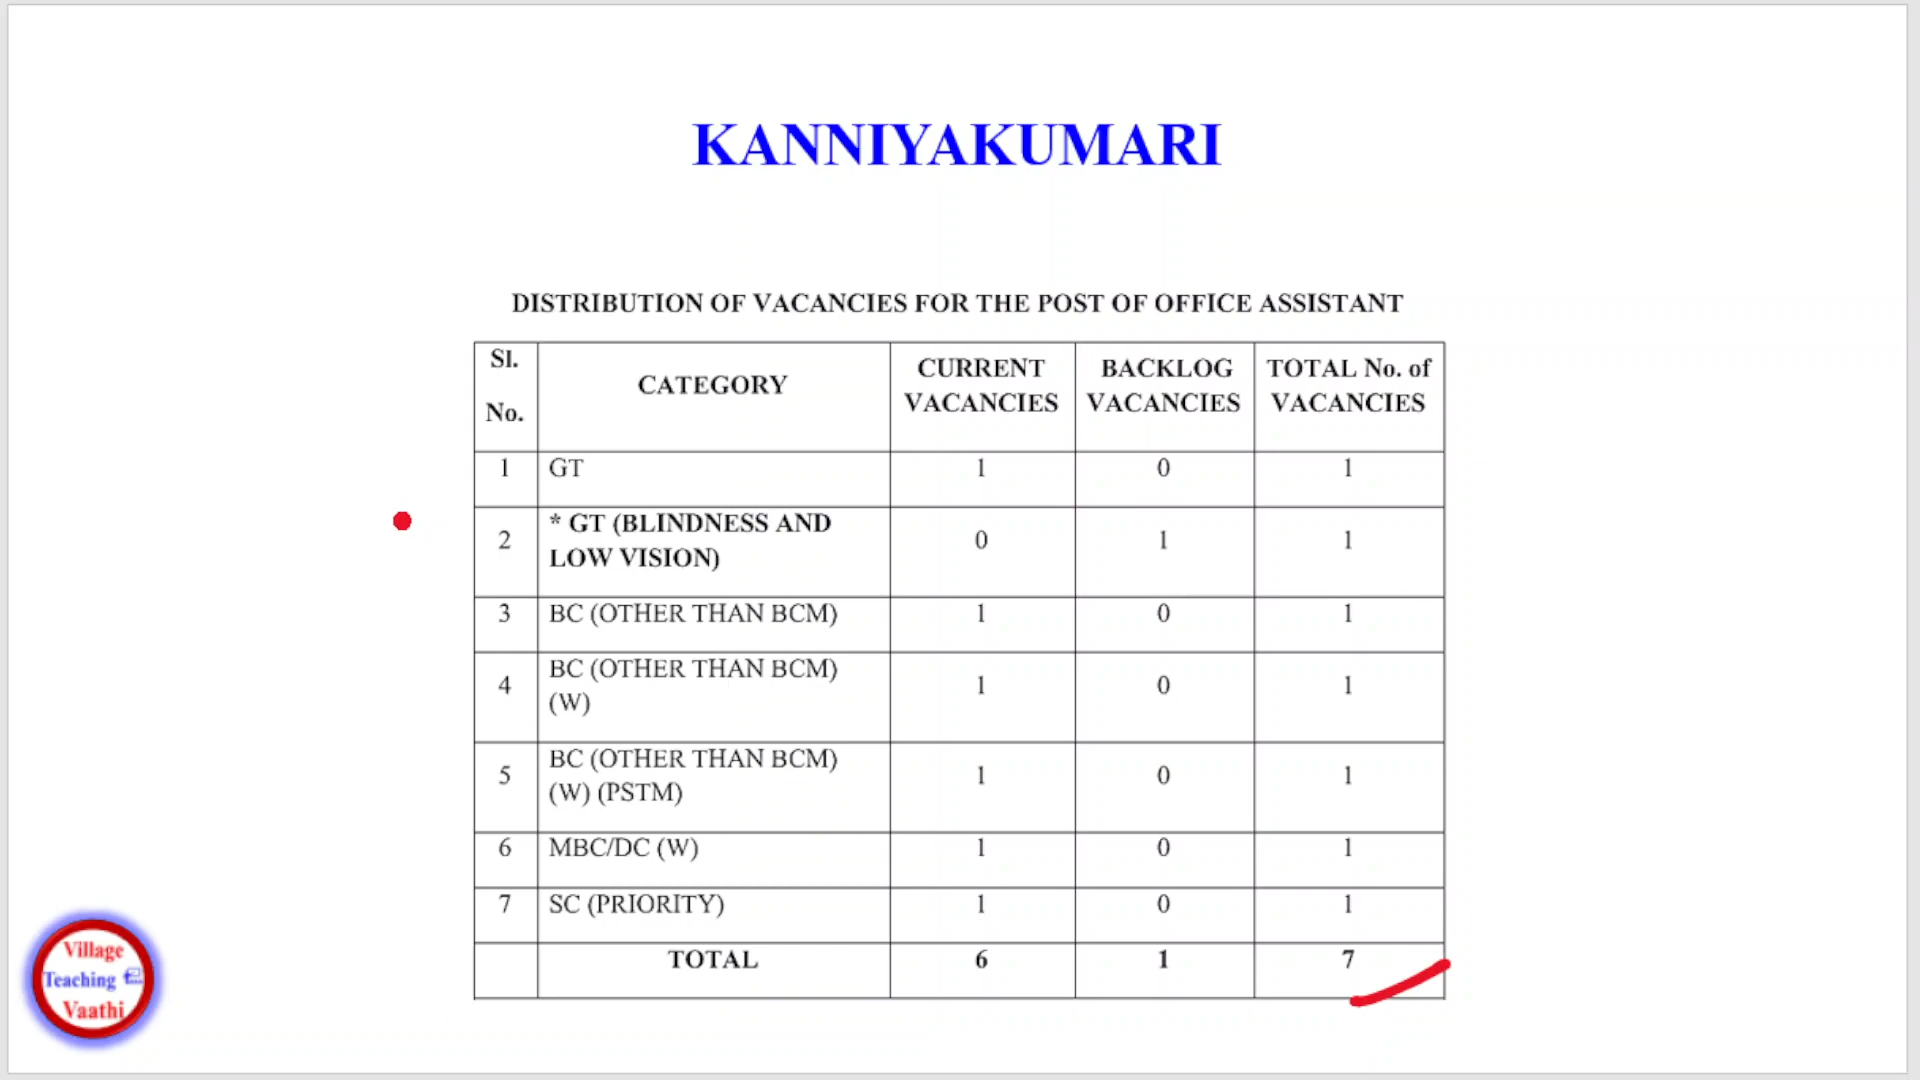 KANNIYAKUMARI
DISTRIBUTION OF VACANCIES FOR THE POST OF OFFICE ASSISTANT
Sl. No. CATEGORY CURRENT VACANCIES BACKLOG VACANCIES TOTAL No. of VACANCIES
1 GT 1 0 1
2 * GT (BLINDNESS AND LOW VISION) 0 1 1
3 BC (OTHER THAN BCM) 1 0 1
4 BC (OTHER THAN BCM) (W) 1 0 1
5 BC (OTHER THAN BCM) (W) (PSTM) 1 0 1
6 MBC/DC (W) 1 0 1
7 SC (PRIORITY) 1 0 1
TOTAL 6 1 7
Village
Teaching
Vaathi